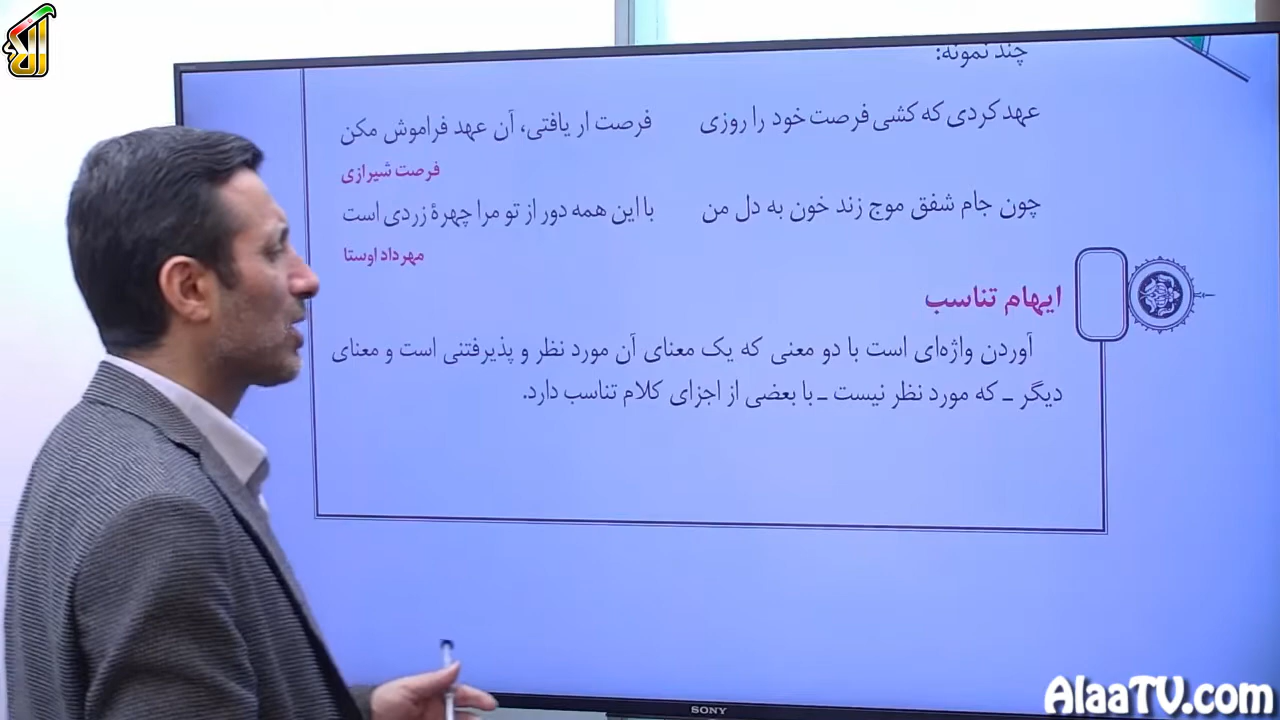 آلاء
چند نمونه:
عهد کردی که کشی فرصت خود را روزی فرصت ار یافتی، آن عهد فراموش مکن
فرصت شیرازی
چون جام شفق موج زند خون به دل من با این همه دور از تو مرا چهرهٔ زردی است
مهرداد اوستا
ایهام تناسب
آوردن واژه‌ای است با دو معنی که یک معنای آن مورد نظر و پذیرفتنی است و معنای
دیگر ـ که مورد نظر نیست ـ با بعضی از اجزای کلام تناسب دارد.
SONY
AlaaTV.com